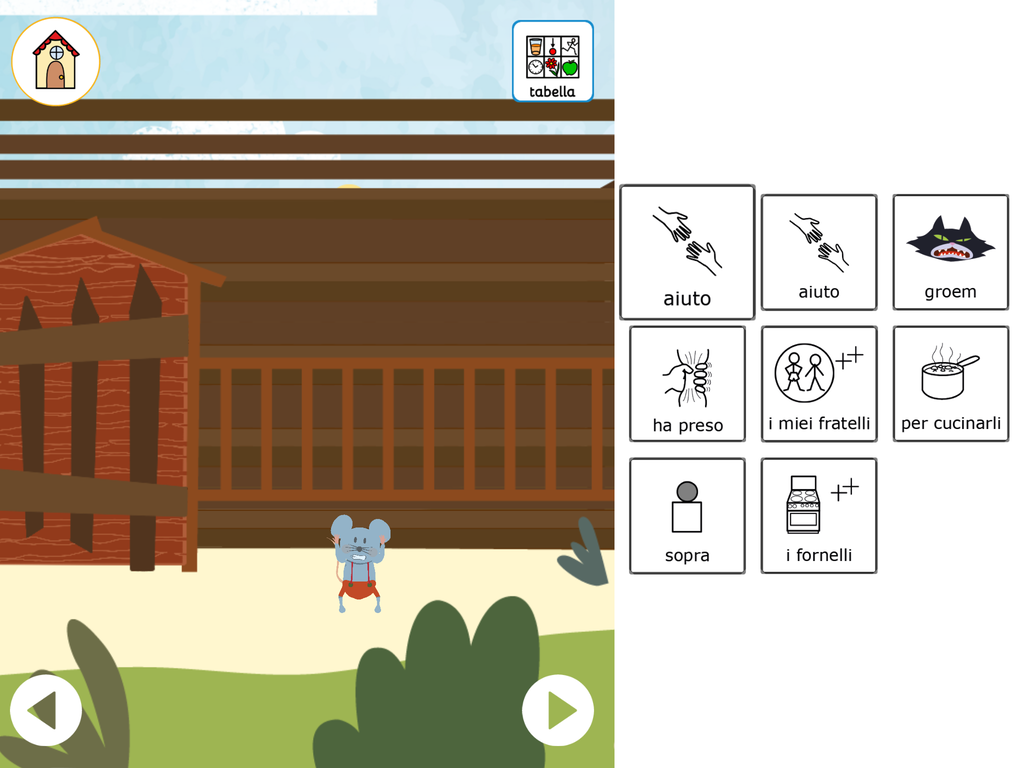 tabella
aiuto
aiuto
groem
ha preso
i miei fratelli
per cucinarli
sopra
i fornelli